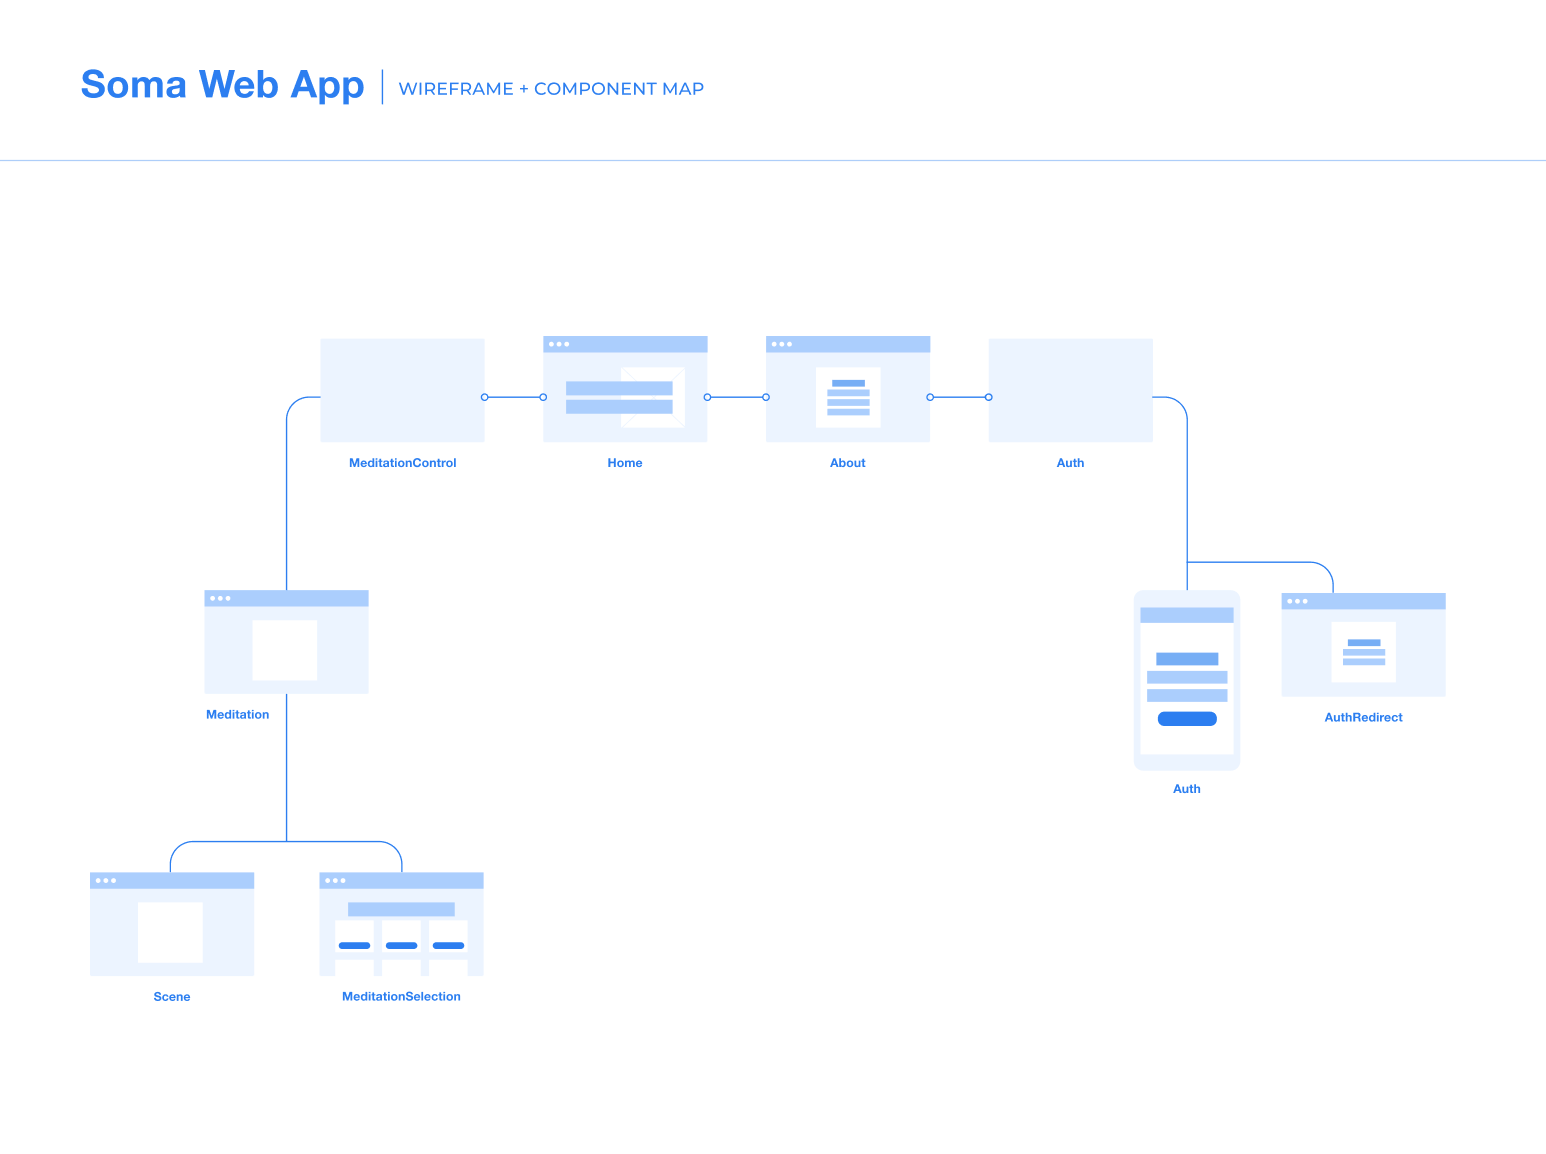 Soma Web App
WIREFRAME + COMPONENT MAP
MeditationControl
Home
About
Auth
Meditation
AuthRedirect
Auth
Scene
MeditationSelection